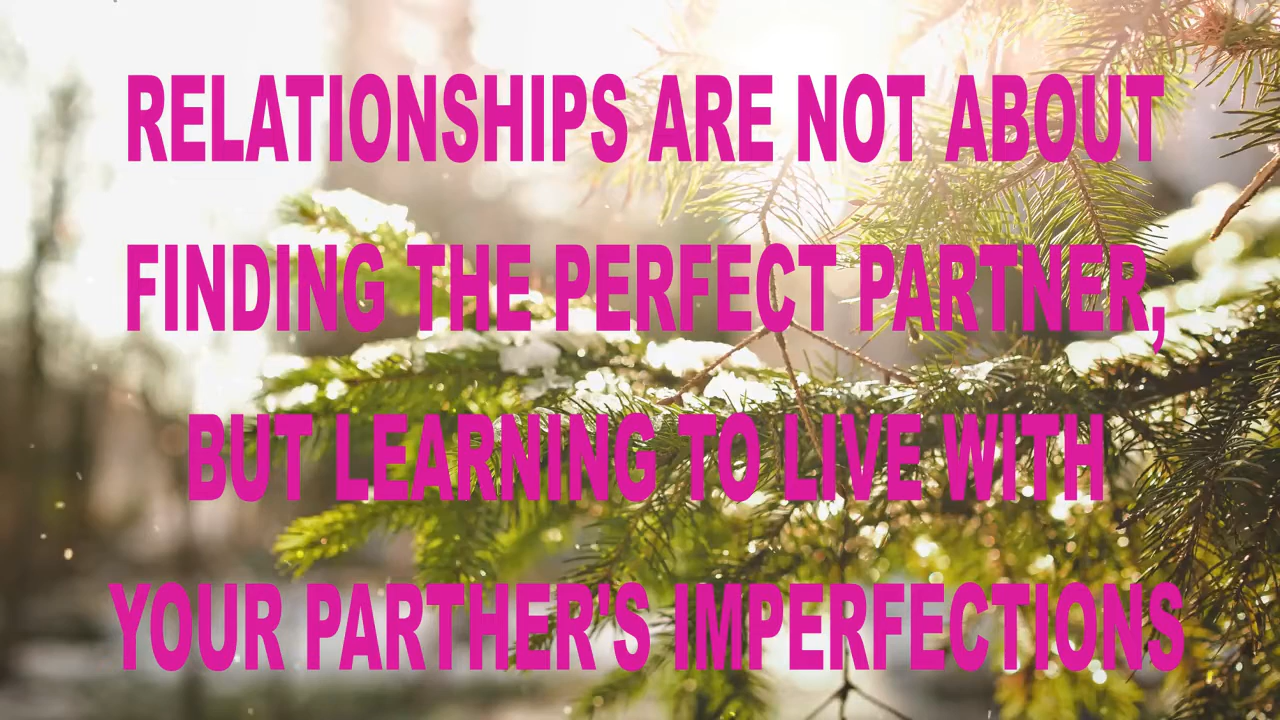 RELATIONSHIPS ARE NOT ABOUT
FINDING THE PERFECT PARTNER,
BUT LEARNING TO LIVE WITH
YOUR PARTHER'S IMPERFECTIONS